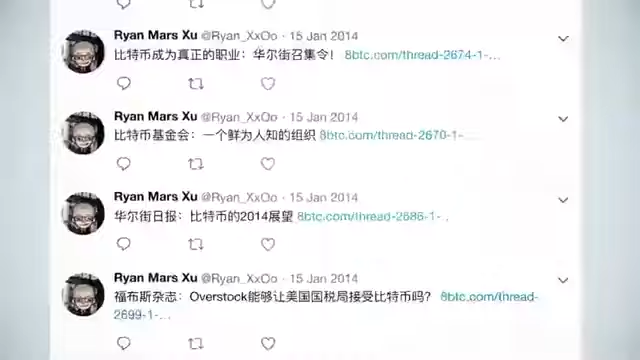 Ryan Mars Xu @Ryan_XxOo · 15 Jan 2014
比特币成为真正的职业：华尔街召集令！ 8btc.com/thread-2674-1-…
Ryan Mars Xu @Ryan_XxOo · 15 Jan 2014
比特币基金会：一个鲜为人知的组织 8btc.com/thread-2670-1-…
Ryan Mars Xu @Ryan_XxOo · 15 Jan 2014
华尔街日报：比特币的2014展望 8btc.com/thread-2686-1-…
Ryan Mars Xu @Ryan_XxOo · 15 Jan 2014
福布斯杂志：Overstock能够让美国国税局接受比特币吗？ 8btc.com/thread-
2699-1-…